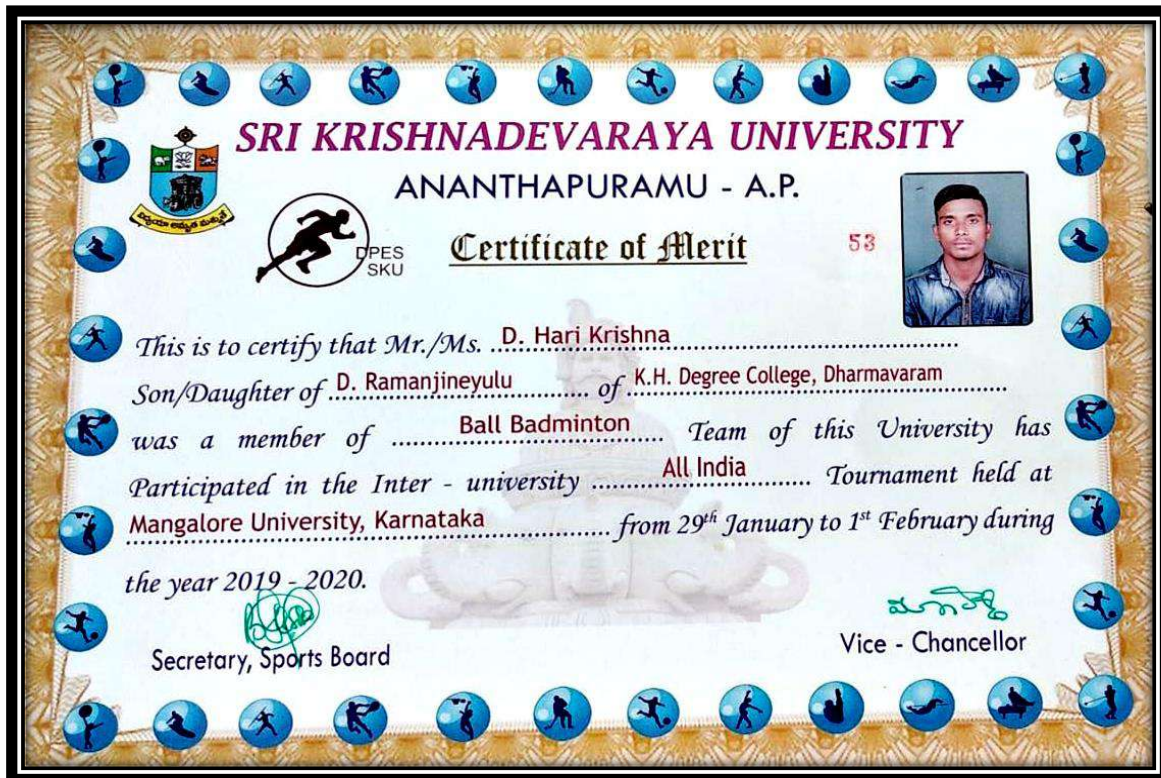 SRI KRISHNADEVARAYA UNIVERSITY
ANANTHAPURAMU - A.P.
విద్యయా అమృత మశ్నుతే
DPES
SKU
Certificate of Merit
53
This is to certify that Mr./Ms. D. Hari Krishna
Son/Daughter of D. Ramanjineyulu of K.H. Degree College, Dharmavaram
was a member of Ball Badminton Team of this University has
Participated in the Inter - university All India Tournament held at
Mangalore University, Karnataka from 29th January to 1st February during
the year 2019 - 2020.
Secretary, Sports Board
Vice - Chancellor